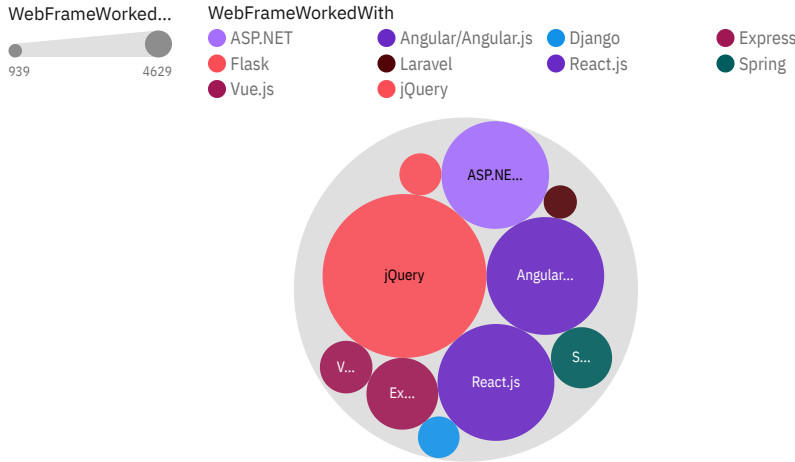 WebFrameWorked...
939
4629
WebFrameWorkedWith
ASP.NET
Angular/Angular.js
Django
Express
Flask
Laravel
React.js
Spring
Vue.js
jQuery
ASP.NE...
jQuery
Angular...
S...
V...
Ex...
React.js